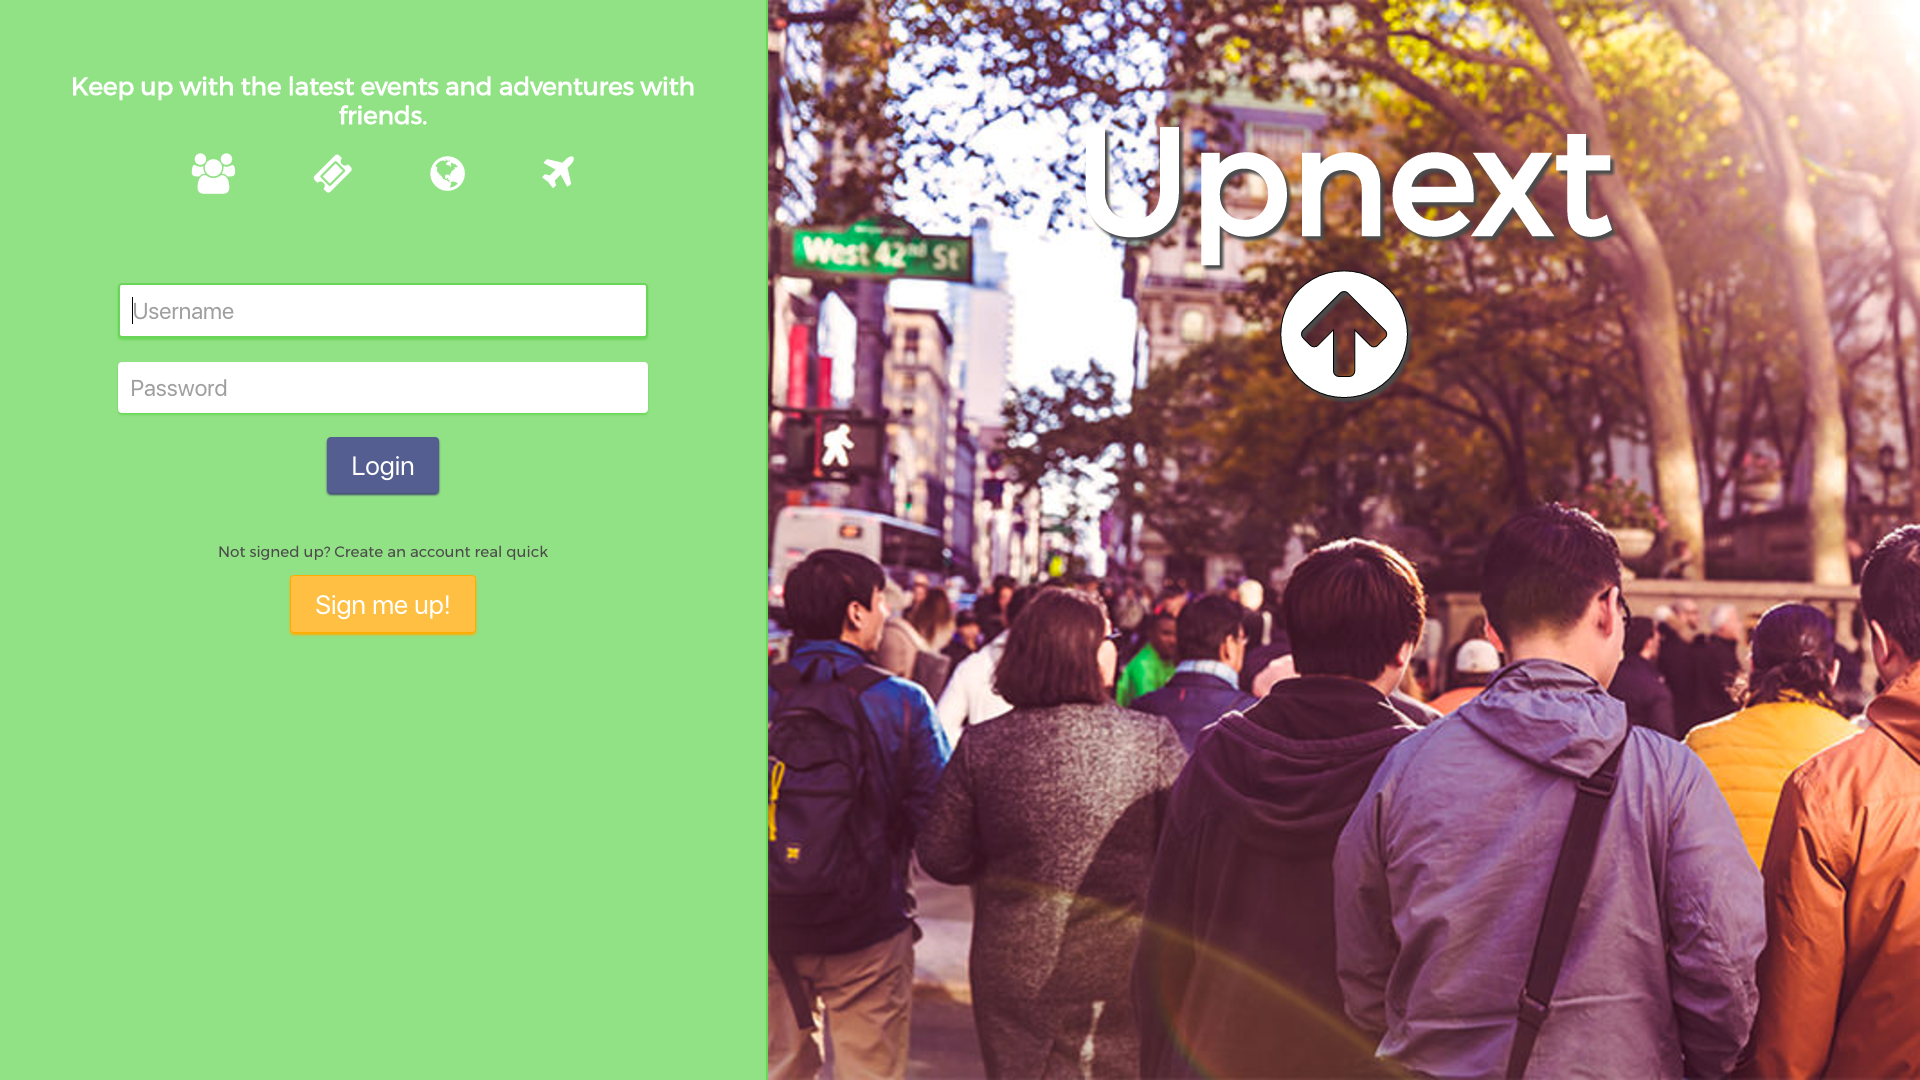 Keep up with the latest events and adventures with
friends.
Username
Password
Login
Not signed up? Create an account real quick
Sign me up!
Upnext
West 42nd St